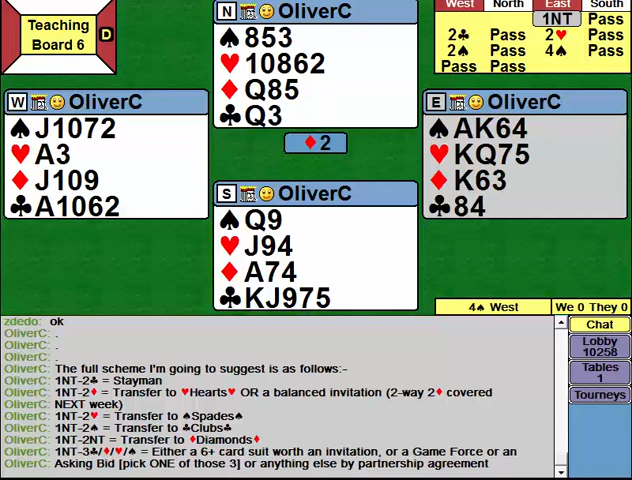 Teaching
Board 6
D
N OliverC
♠853
♥10862
♦Q85
♣Q3
West North East South
1NT Pass
2♣ Pass 2♥ Pass
2♠ Pass 4♠ Pass
Pass Pass
W OliverC
♠J1072
♥A3
♦J109
♣A1062
♦2
E OliverC
♠AK64
♥KQ75
♦K63
♣84
S OliverC
♠Q9
♥J94
♦A74
♣KJ975
4♠ West We 0 They 0
zdedo: ok
OliverC: .
OliverC: .
OliverC: .
OliverC: The full scheme I'm going to suggest is as follows:-
OliverC: 1NT-2♣ = Stayman
OliverC: 1NT-2♦ = Transfer to ♥Hearts♥ OR a balanced invitation (2-way 2♦ covered
NEXT week)
OliverC: 1NT-2♥ = Transfer to ♠Spades♠
OliverC: 1NT-2♠ = Transfer to ♣Clubs♣
OliverC: 1NT-2NT = Transfer to ♦Diamonds♦
OliverC: 1NT-3♣/♦/♥/♠ = Either a 6+ card suit worth an invitation, or a Game Force or an
OliverC: Asking Bid [pick ONE of those 3] or anything else by partnership agreement
Chat
Lobby
10258
Tables
1
Tourneys